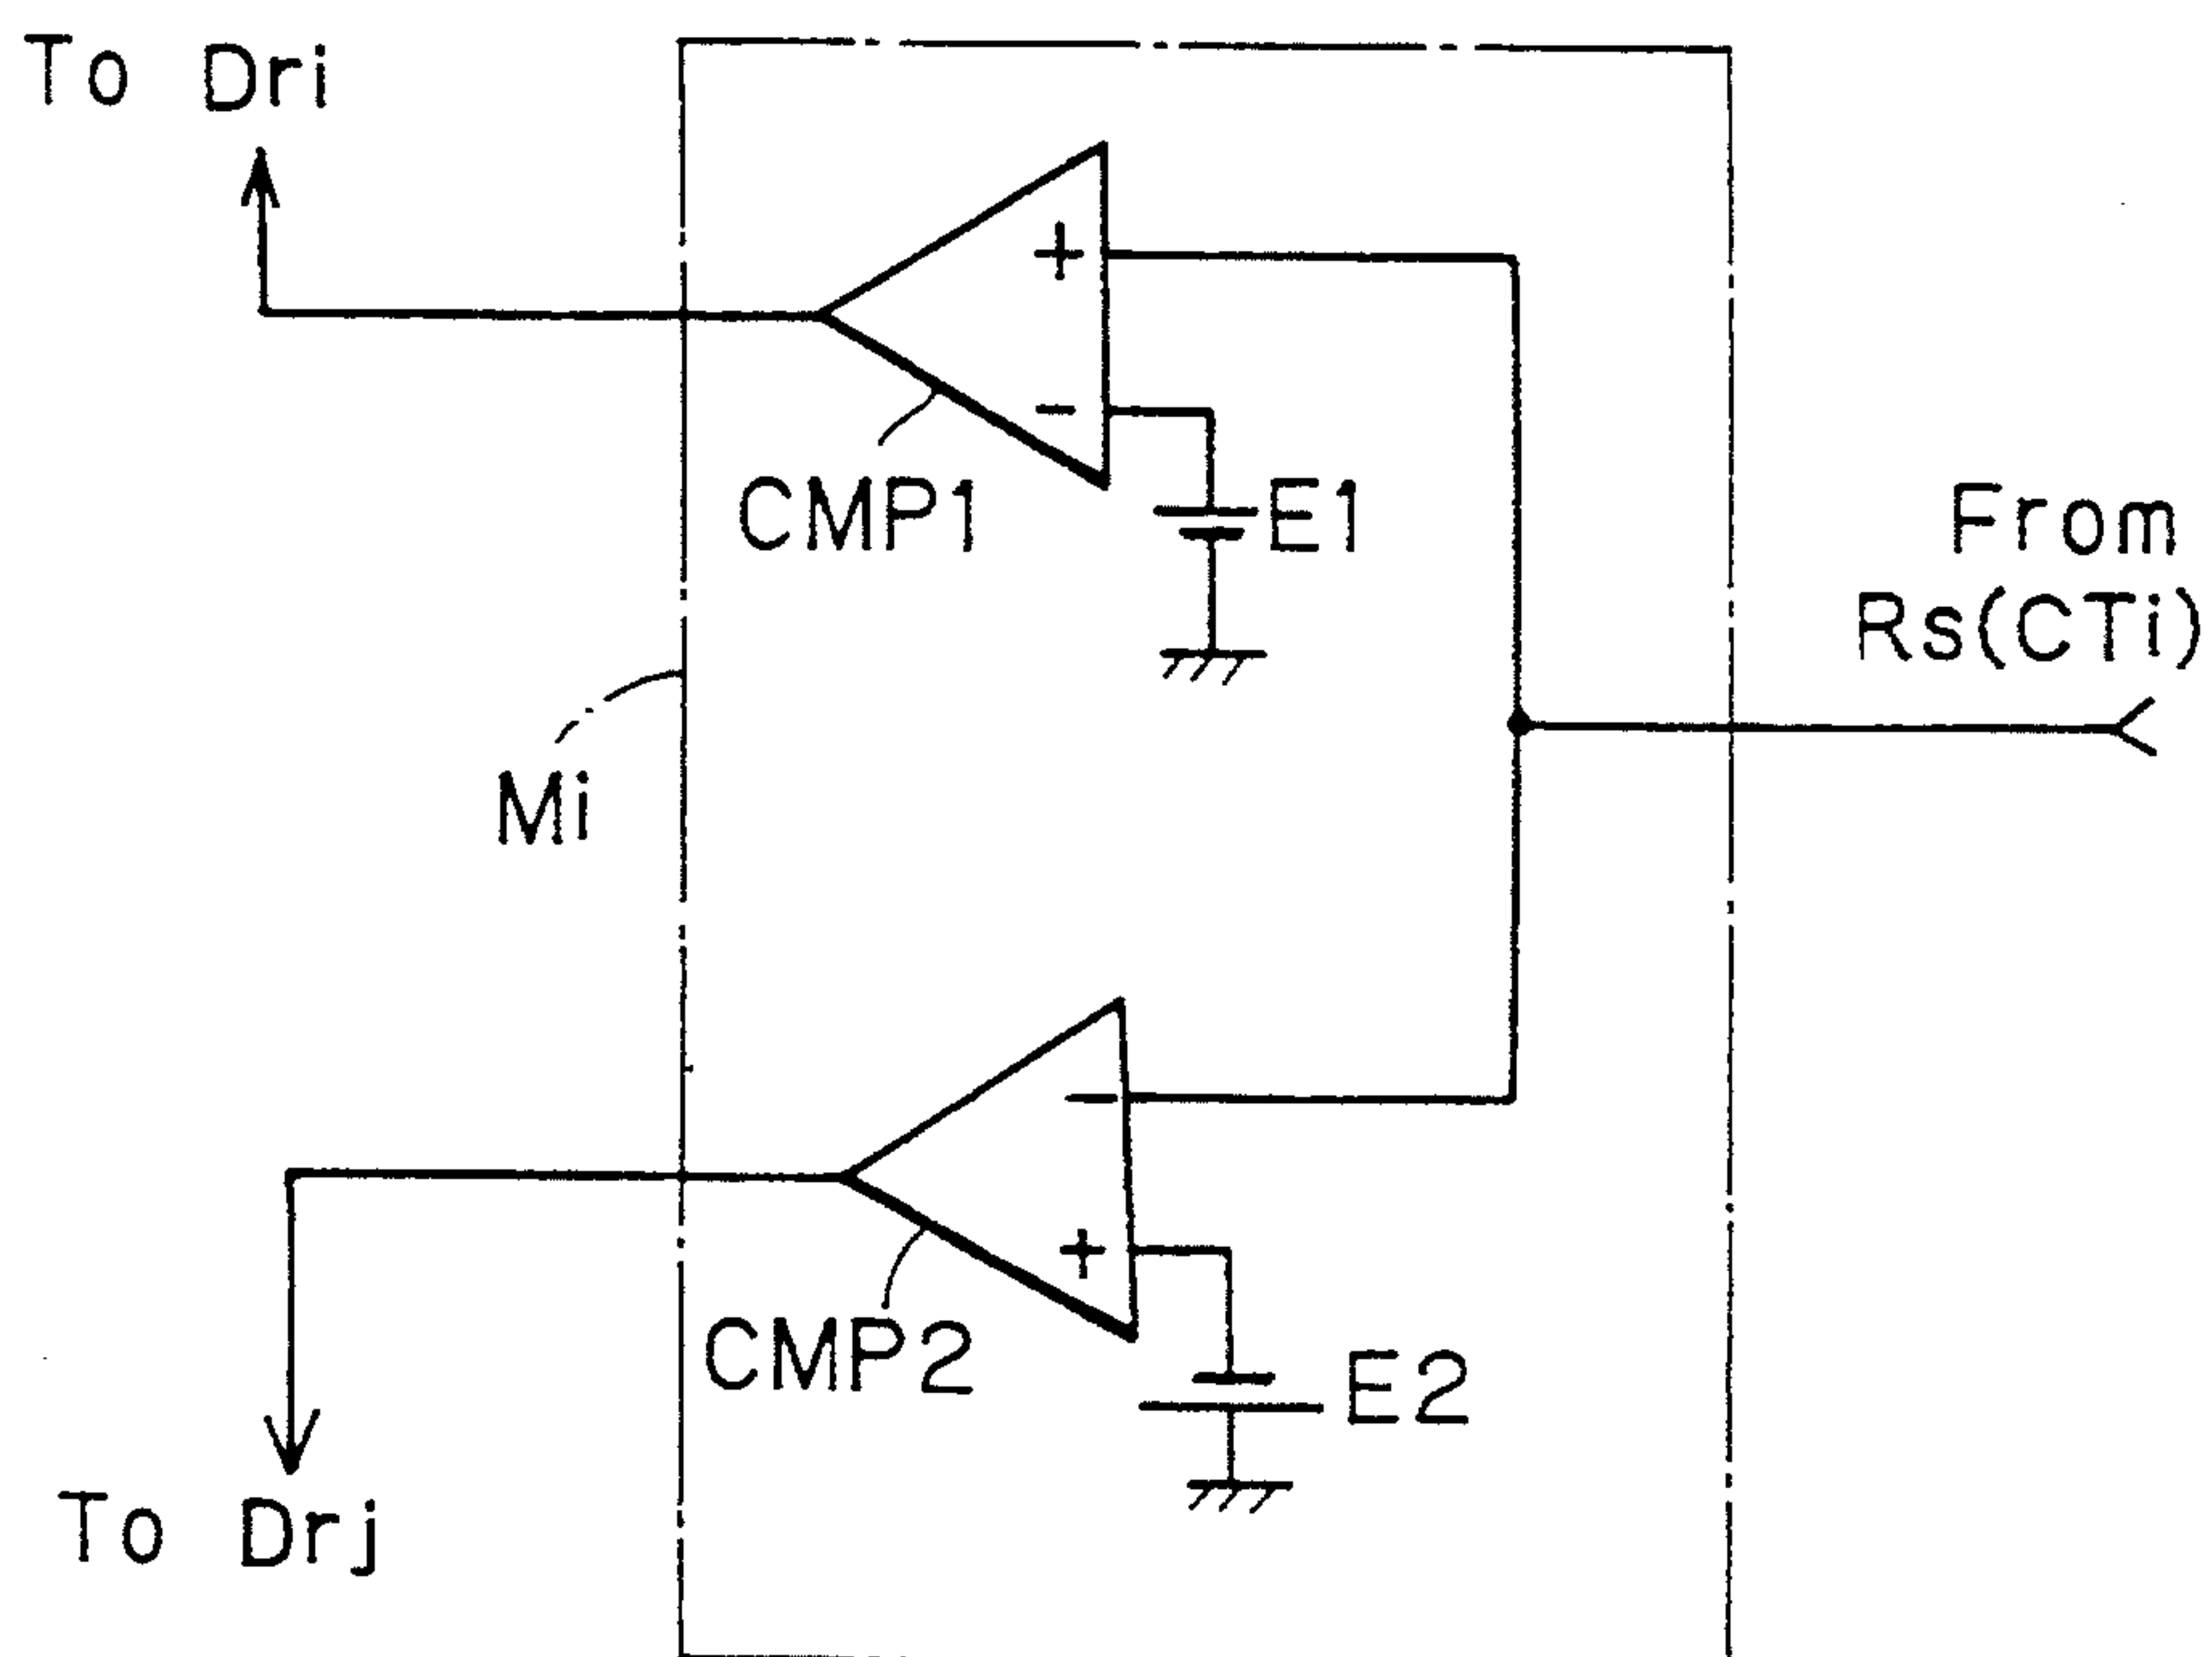 To Dri
+
-
CMP1
E1
From
Rs(CTi)
Mi
-
+
CMP2
E2
To Drj